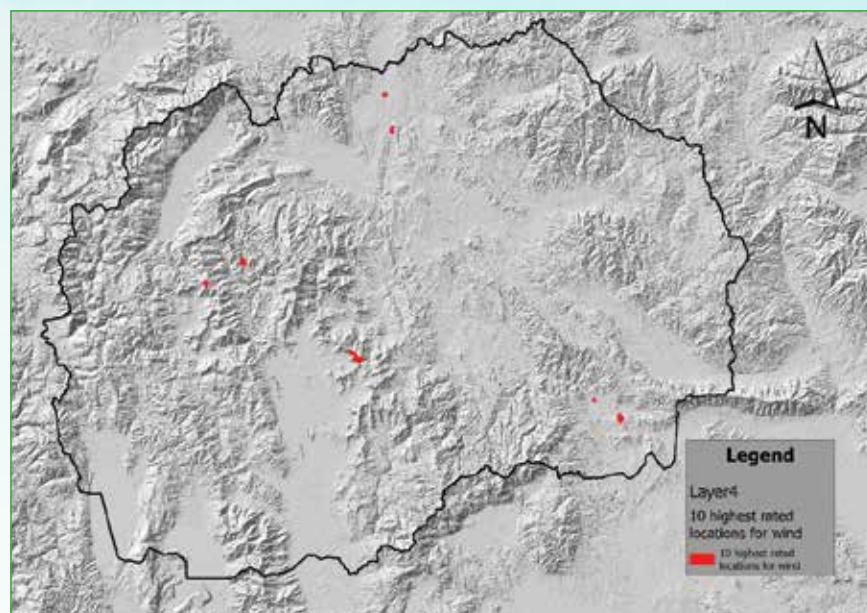 N
Legend
Layer4
10 highest rated
locations for wind
10 highest rated
locations for wind